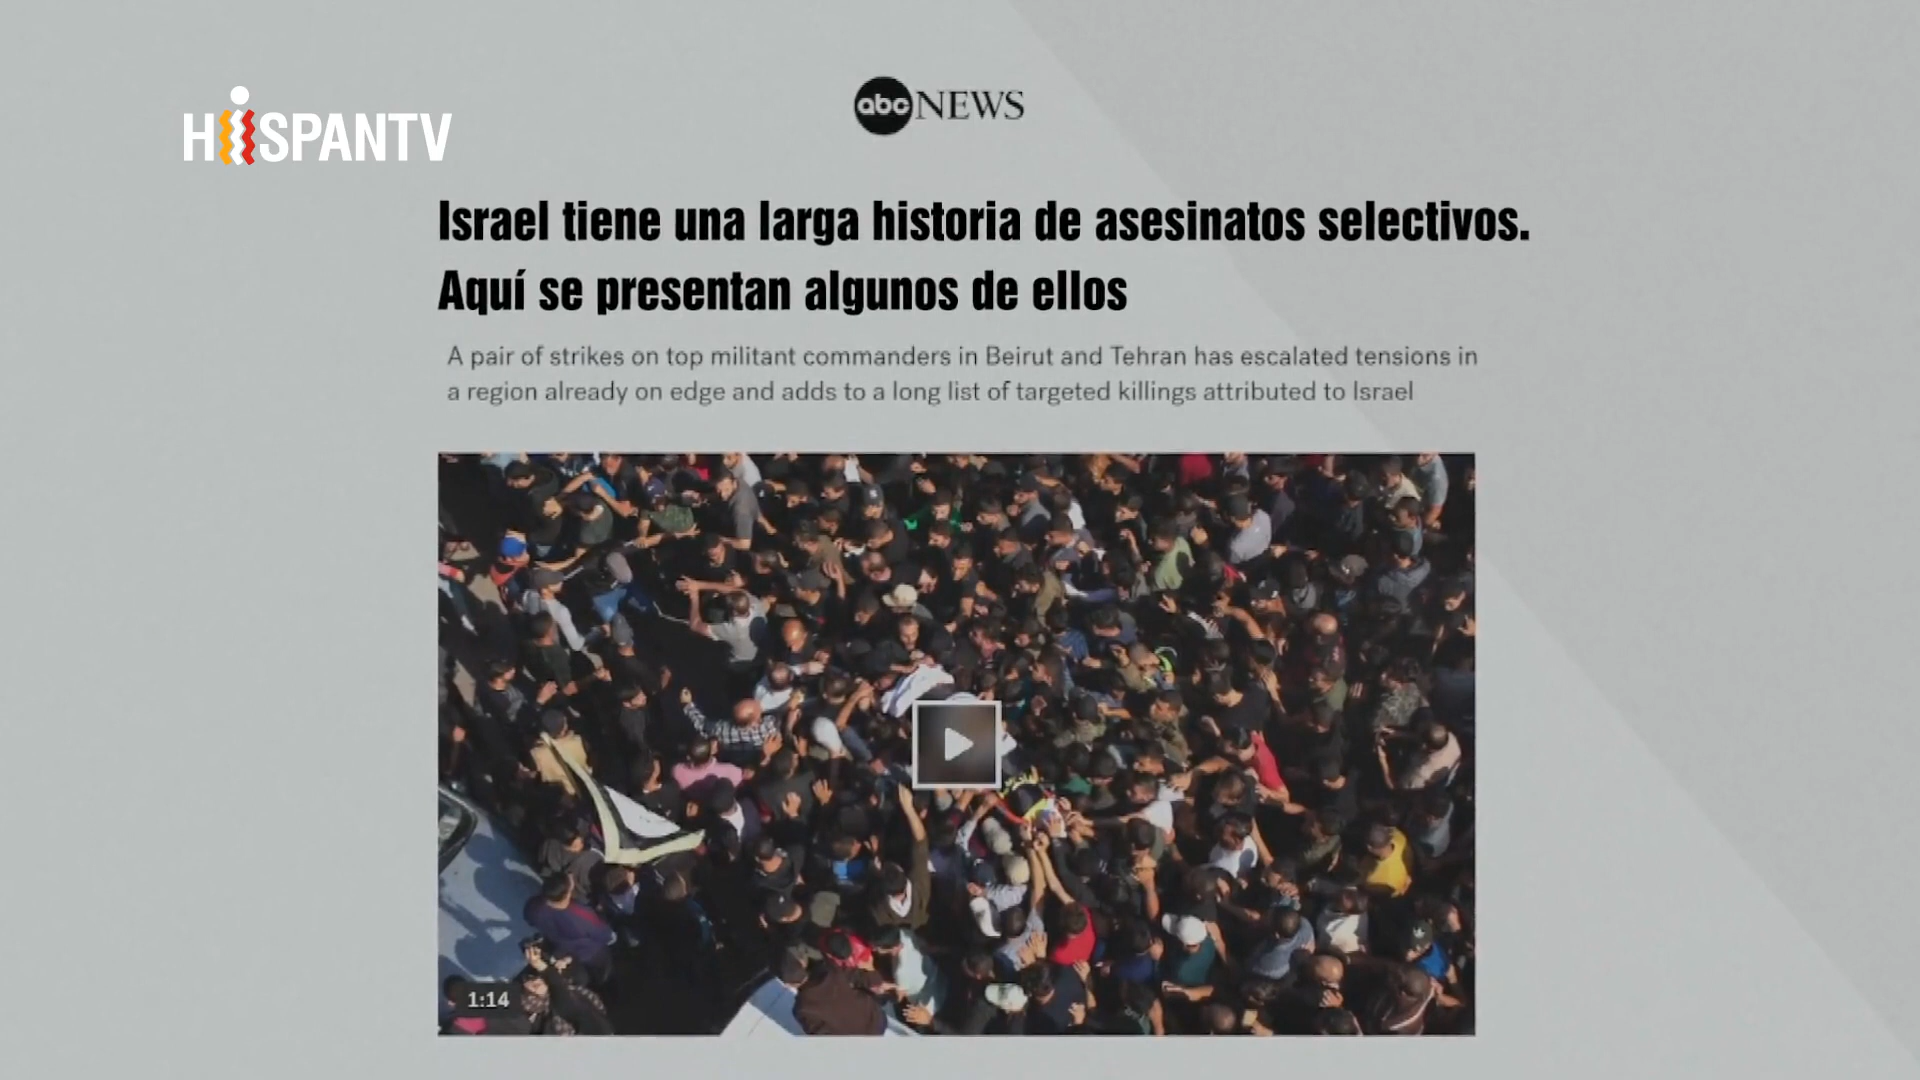 HiSPANTV
abc NEWS
Israel tiene una larga historia de asesinatos selectivos.
Aquí se presentan algunos de ellos
A pair of strikes on top militant commanders in Beirut and Tehran has escalated tensions in
a region already on edge and adds to a long list of targeted killings attributed to Israel
1:14